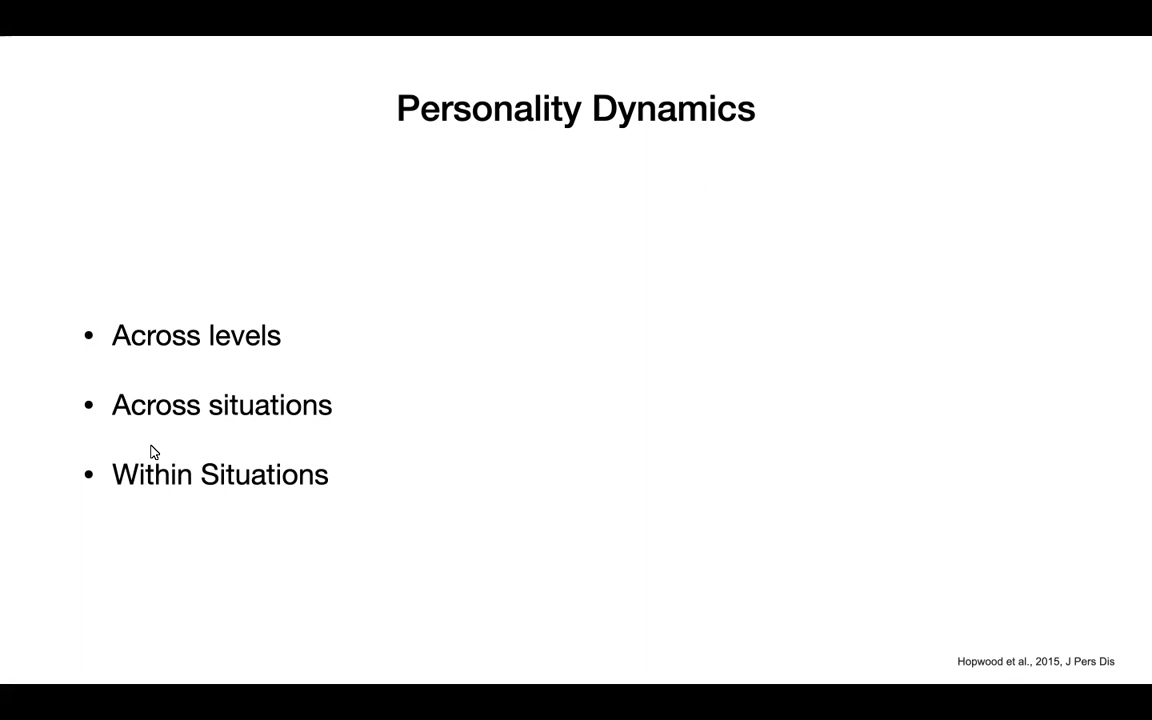 Personality Dynamics
• Across levels
• Across situations
• Within Situations
Hopwood et al., 2015, J Pers Dis